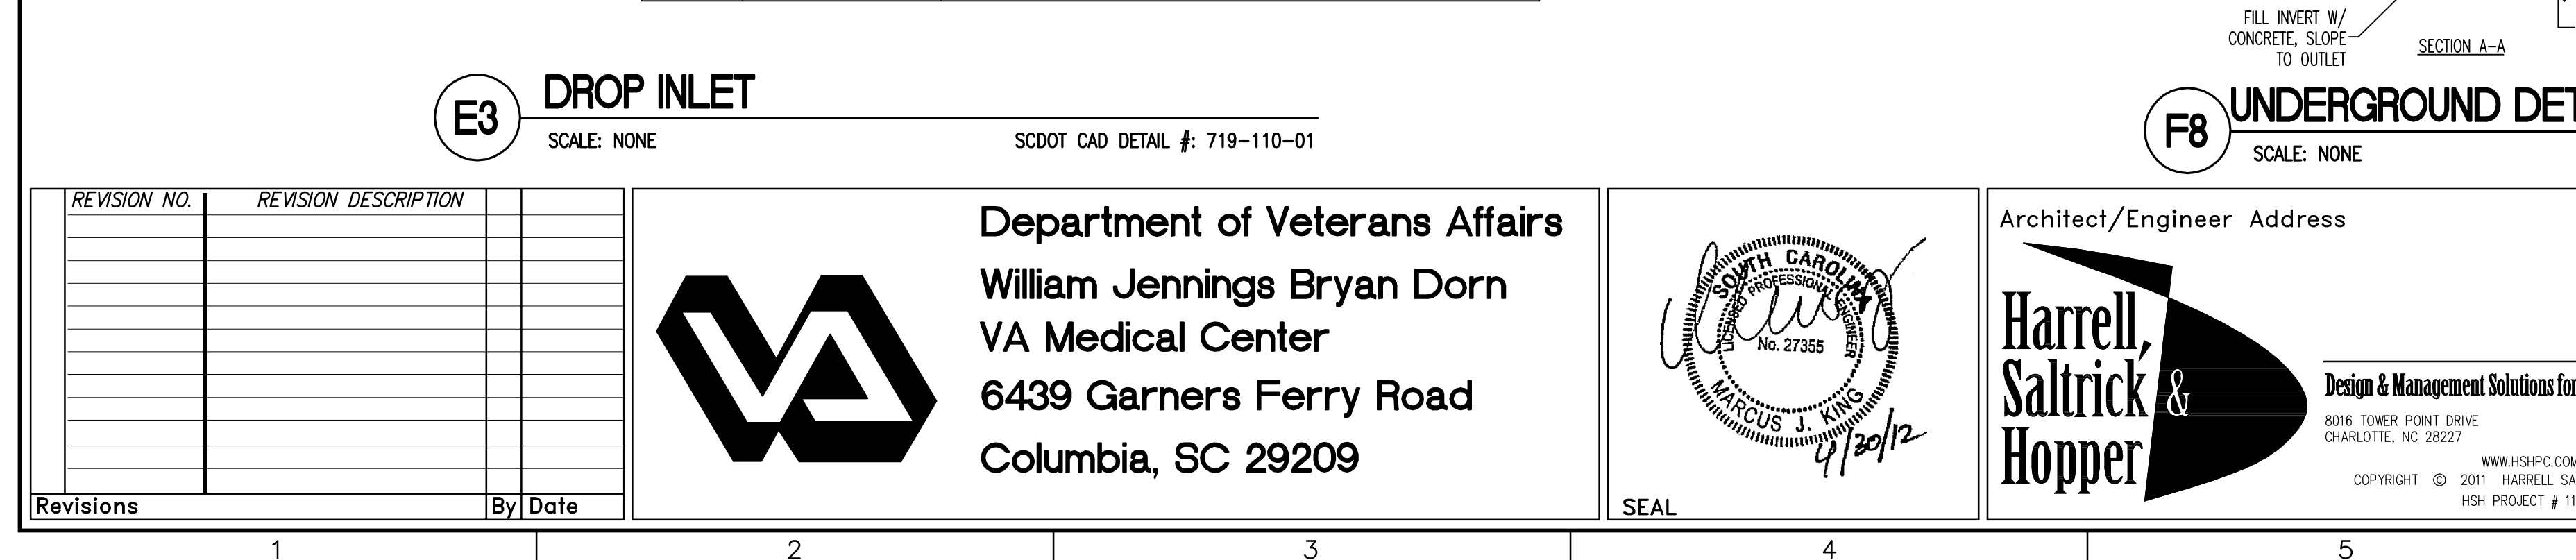 FILL INVERT W/
CONCRETE, SLOPE
TO OUTLET
SECTION A-A
E3
DROP INLET
SCALE: NONE
SCDOT CAD DETAIL #: 719-110-01
F8
UNDERGROUND DET
SCALE: NONE
REVISION NO.
REVISION DESCRIPTION
Revisions
By
Date
VA
Department of Veterans Affairs
William Jennings Bryan Dorn
VA Medical Center
6439 Garners Ferry Road
Columbia, SC 29209
SOUTH CAROLINA
LICENSED PROFESSIONAL ENGINEER
No. 27355
MARCUS J. KING
4/30/12
SEAL
Architect/Engineer Address
Harrell,
Saltrick &
Hopper
Design & Management Solutions for
8016 TOWER POINT DRIVE
CHARLOTTE, NC 28227
WWW.HSHPC.COM
COPYRIGHT © 2011 HARRELL SA
HSH PROJECT # 11
1
2
3
4
5